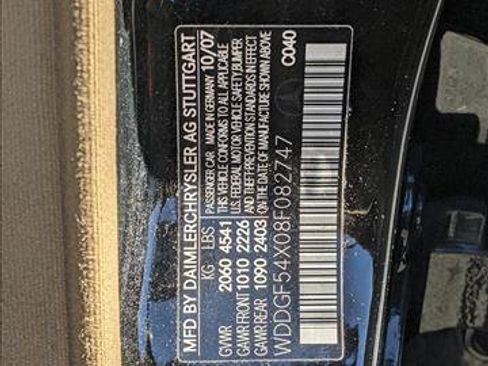 MFD BY DAIMLERCHRYSLER AG STUTTGART
PASSENGER CAR MADE IN GERMANY 10/07
KG LBS THIS VEHICLE CONFORMS TO ALL APPLICABLE
GVWR 2060 4541 U.S. FEDERAL MOTOR VEHICLE SAFETY, BUMPER
GAWR FRONT 1010 2226 AND THEFT PREVENTION STANDARDS IN EFFECT
GAWR REAR 1090 2403 ON THE DATE OF MANUFACTURE SHOWN ABOVE
WDDGF54X08F082747 C040